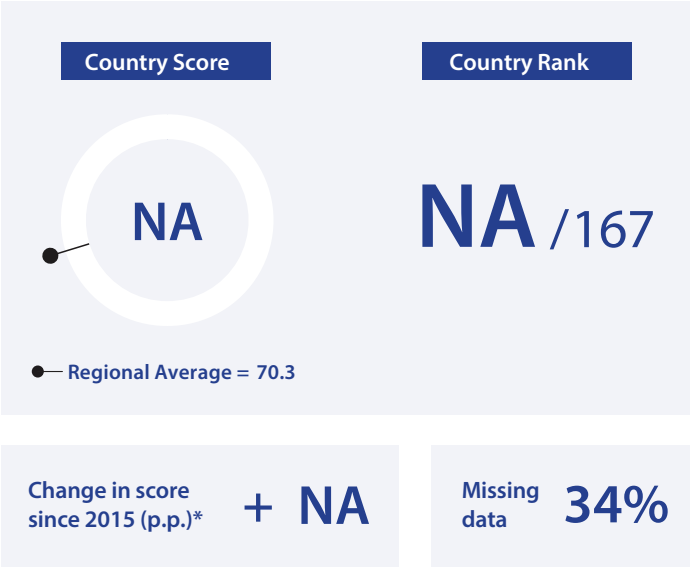 Country Score
Country Rank
NA
NA /167
Regional Average = 70.3
Change in score
since 2015 (p.p.)*
+ NA
Missing
data
34%